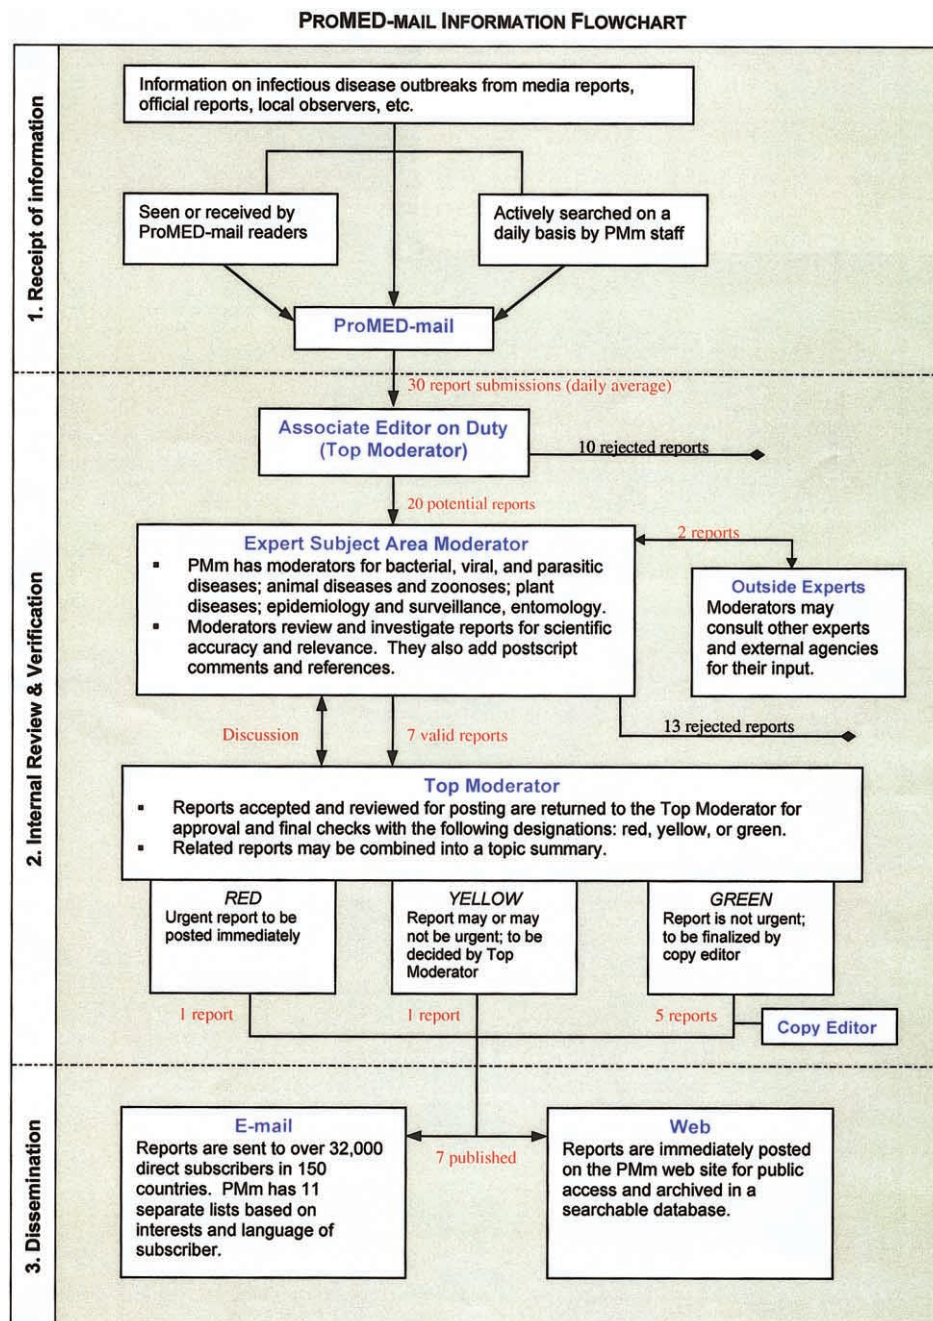 PROMED-MAIL INFORMATION FLOWCHART
1. Receipt of information
Information on infectious disease outbreaks from media reports,
official reports, local observers, etc.
Seen or received by
ProMED-mail readers
Actively searched on a
daily basis by PMm staff
ProMED-mail
30 report submissions (daily average)
2. Internal Review & Verification
Associate Editor on Duty
(Top Moderator)
10 rejected reports
20 potential reports
Expert Subject Area Moderator
▪ PMm has moderators for bacterial, viral, and parasitic
diseases; animal diseases and zoonoses; plant
diseases; epidemiology and surveillance, entomology.
▪ Moderators review and investigate reports for scientific
accuracy and relevance. They also add postscript
comments and references.
2 reports
Outside Experts
Moderators may
consult other experts
and external agencies
for their input.
Discussion
7 valid reports
13 rejected reports
Top Moderator
▪ Reports accepted and reviewed for posting are returned to the Top Moderator for
approval and final checks with the following designations: red, yellow, or green.
▪ Related reports may be combined into a topic summary.
RED
Urgent report to be
posted immediately
YELLOW
Report may or may
not be urgent; to be
decided by Top
Moderator
GREEN
Report is not urgent;
to be finalized by
copy editor
1 report
1 report
5 reports
Copy Editor
3. Dissemination
E-mail
Reports are sent to over 32,000
direct subscribers in 150
countries. PMm has 11
separate lists based on
interests and language of
subscriber.
7 published
Web
Reports are immediately posted
on the PMm web site for public
access and archived in a
searchable database.